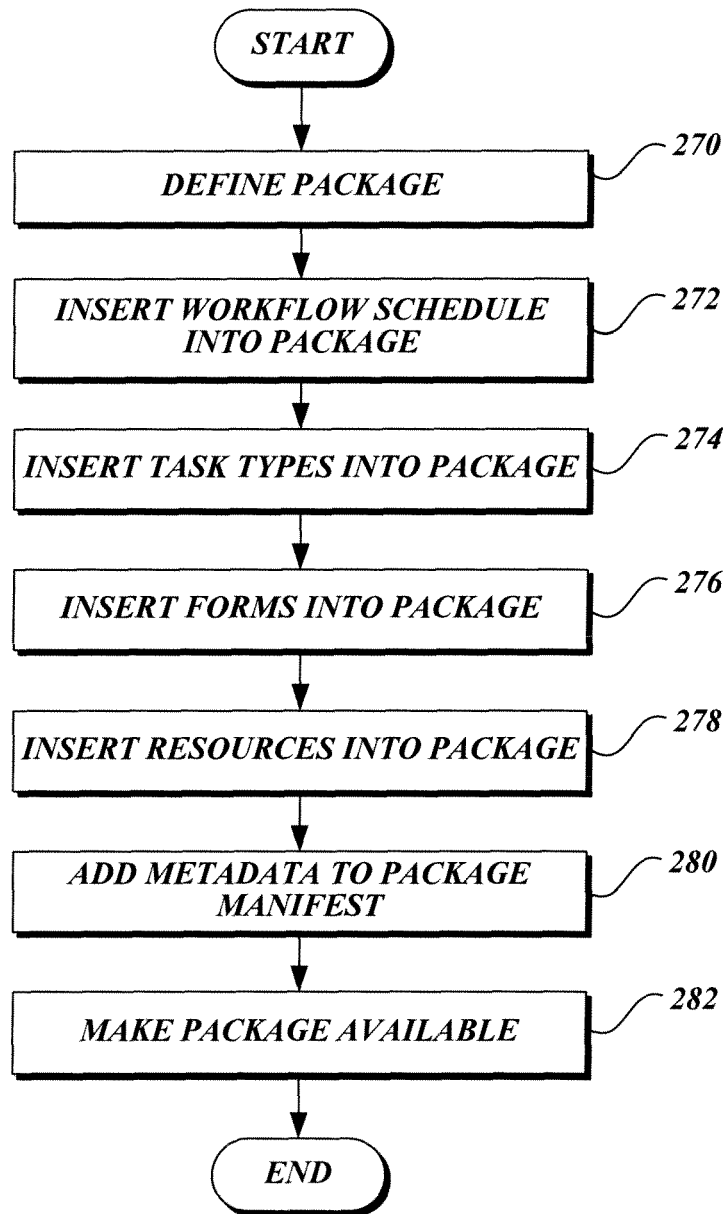 START
DEFINE PACKAGE
270
INSERT WORKFLOW SCHEDULE
INTO PACKAGE
272
INSERT TASK TYPES INTO PACKAGE
274
INSERT FORMS INTO PACKAGE
276
INSERT RESOURCES INTO PACKAGE
278
ADD METADATA TO PACKAGE
MANIFEST
280
MAKE PACKAGE AVAILABLE
282
END